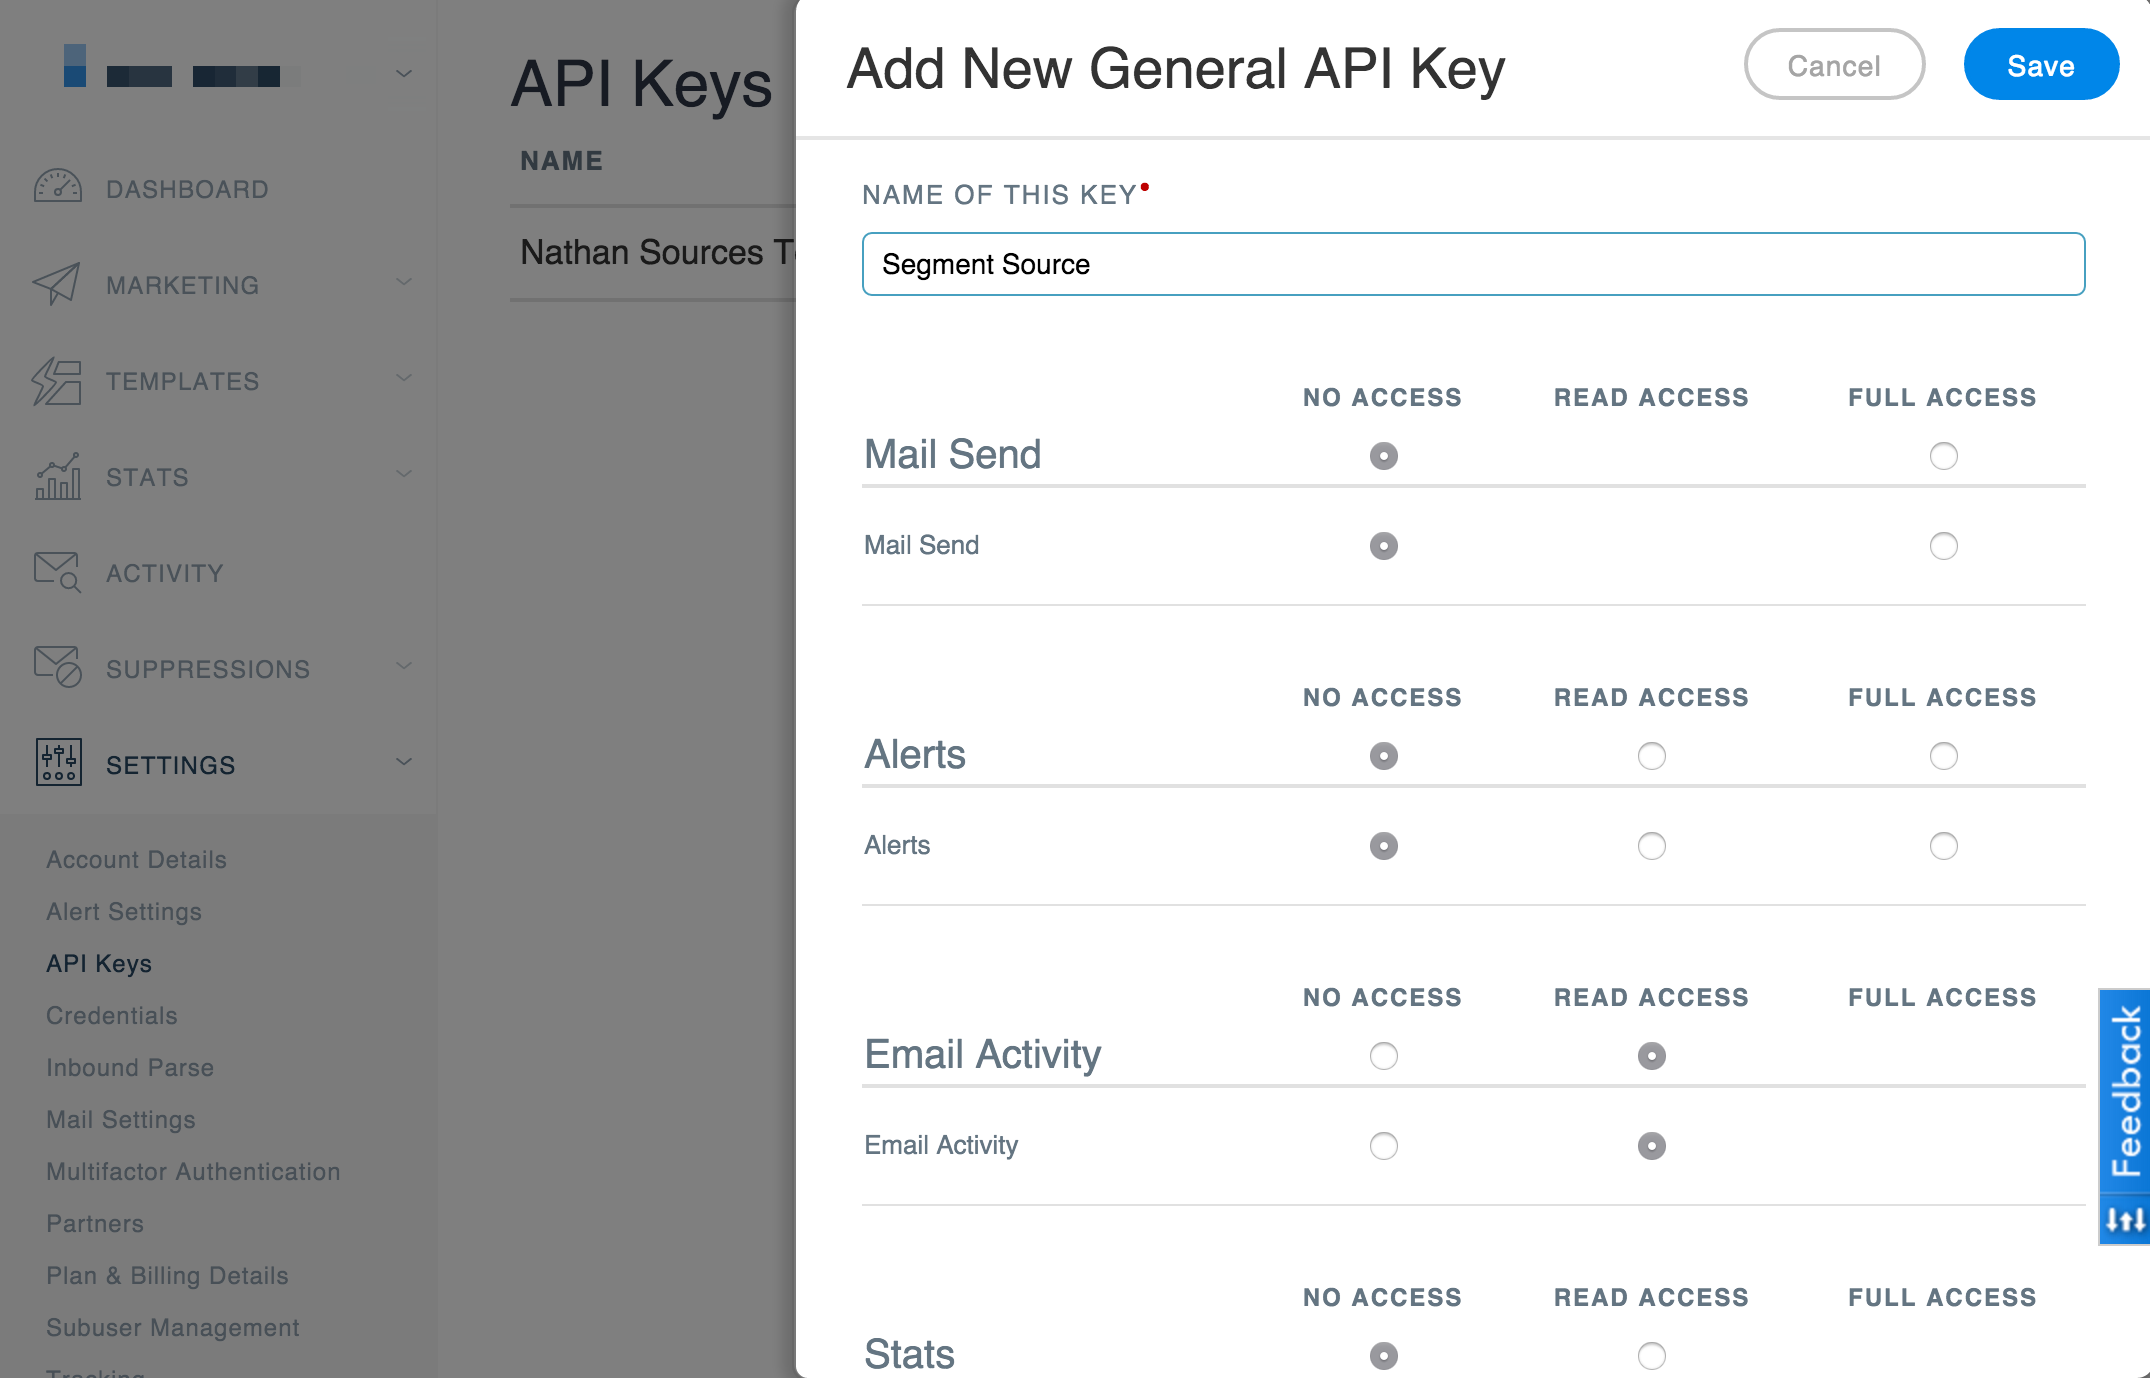 DASHBOARD
MARKETING
TEMPLATES
STATS
ACTIVITY
SUPPRESSIONS
SETTINGS
Account Details
Alert Settings
API Keys
Credentials
Inbound Parse
Mail Settings
Multifactor Authentication
Partners
Plan & Billing Details
Subuser Management
Tracking
API Keys
NAME
Nathan Sources
Add New General API Key
Cancel
Save
NAME OF THIS KEY
Segment Source
NO ACCESS READ ACCESS FULL ACCESS
Mail Send
Mail Send
NO ACCESS READ ACCESS FULL ACCESS
Alerts
Alerts
NO ACCESS READ ACCESS FULL ACCESS
Email Activity
Email Activity
NO ACCESS READ ACCESS FULL ACCESS
Stats
Feedback